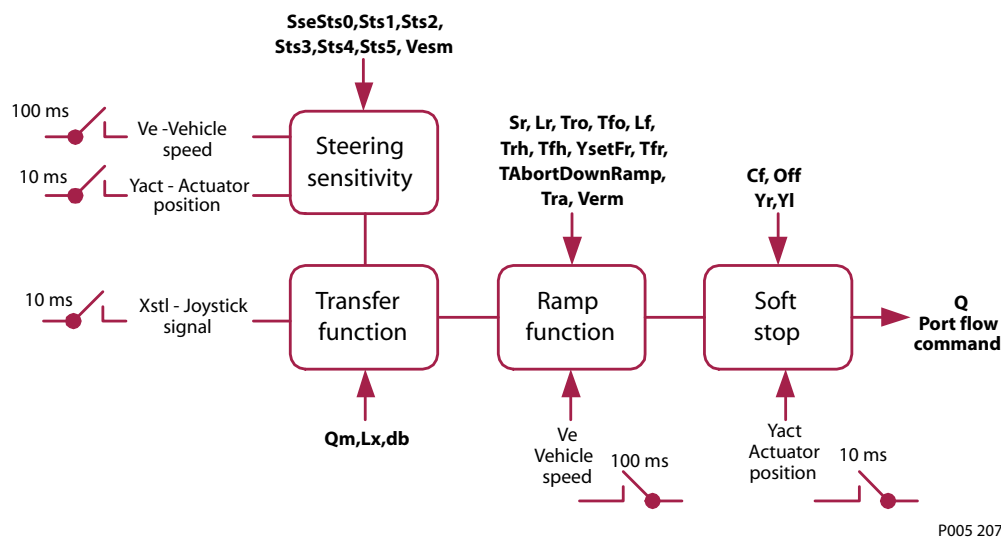 SseSts0,Sts1,Sts2,
Sts3,Sts4,Sts5, Vesm
100 ms
Ve -Vehicle
speed
10 ms
Yact - Actuator
position
Steering
sensitivity
Sr, Lr, Tro, Tfo, Lf,
Trh, Tfh, YsetFr, Tfr,
TAbortDownRamp,
Tra, Verm
Cf, Off
Yr,Yl
10 ms
Xstl - Joystick
signal
Transfer
function
Ramp
function
Soft
stop
Q
Port flow
command
Qm,Lx,db
Ve
Vehicle
speed
100 ms
Yact
Actuator
position
10 ms
P005 207